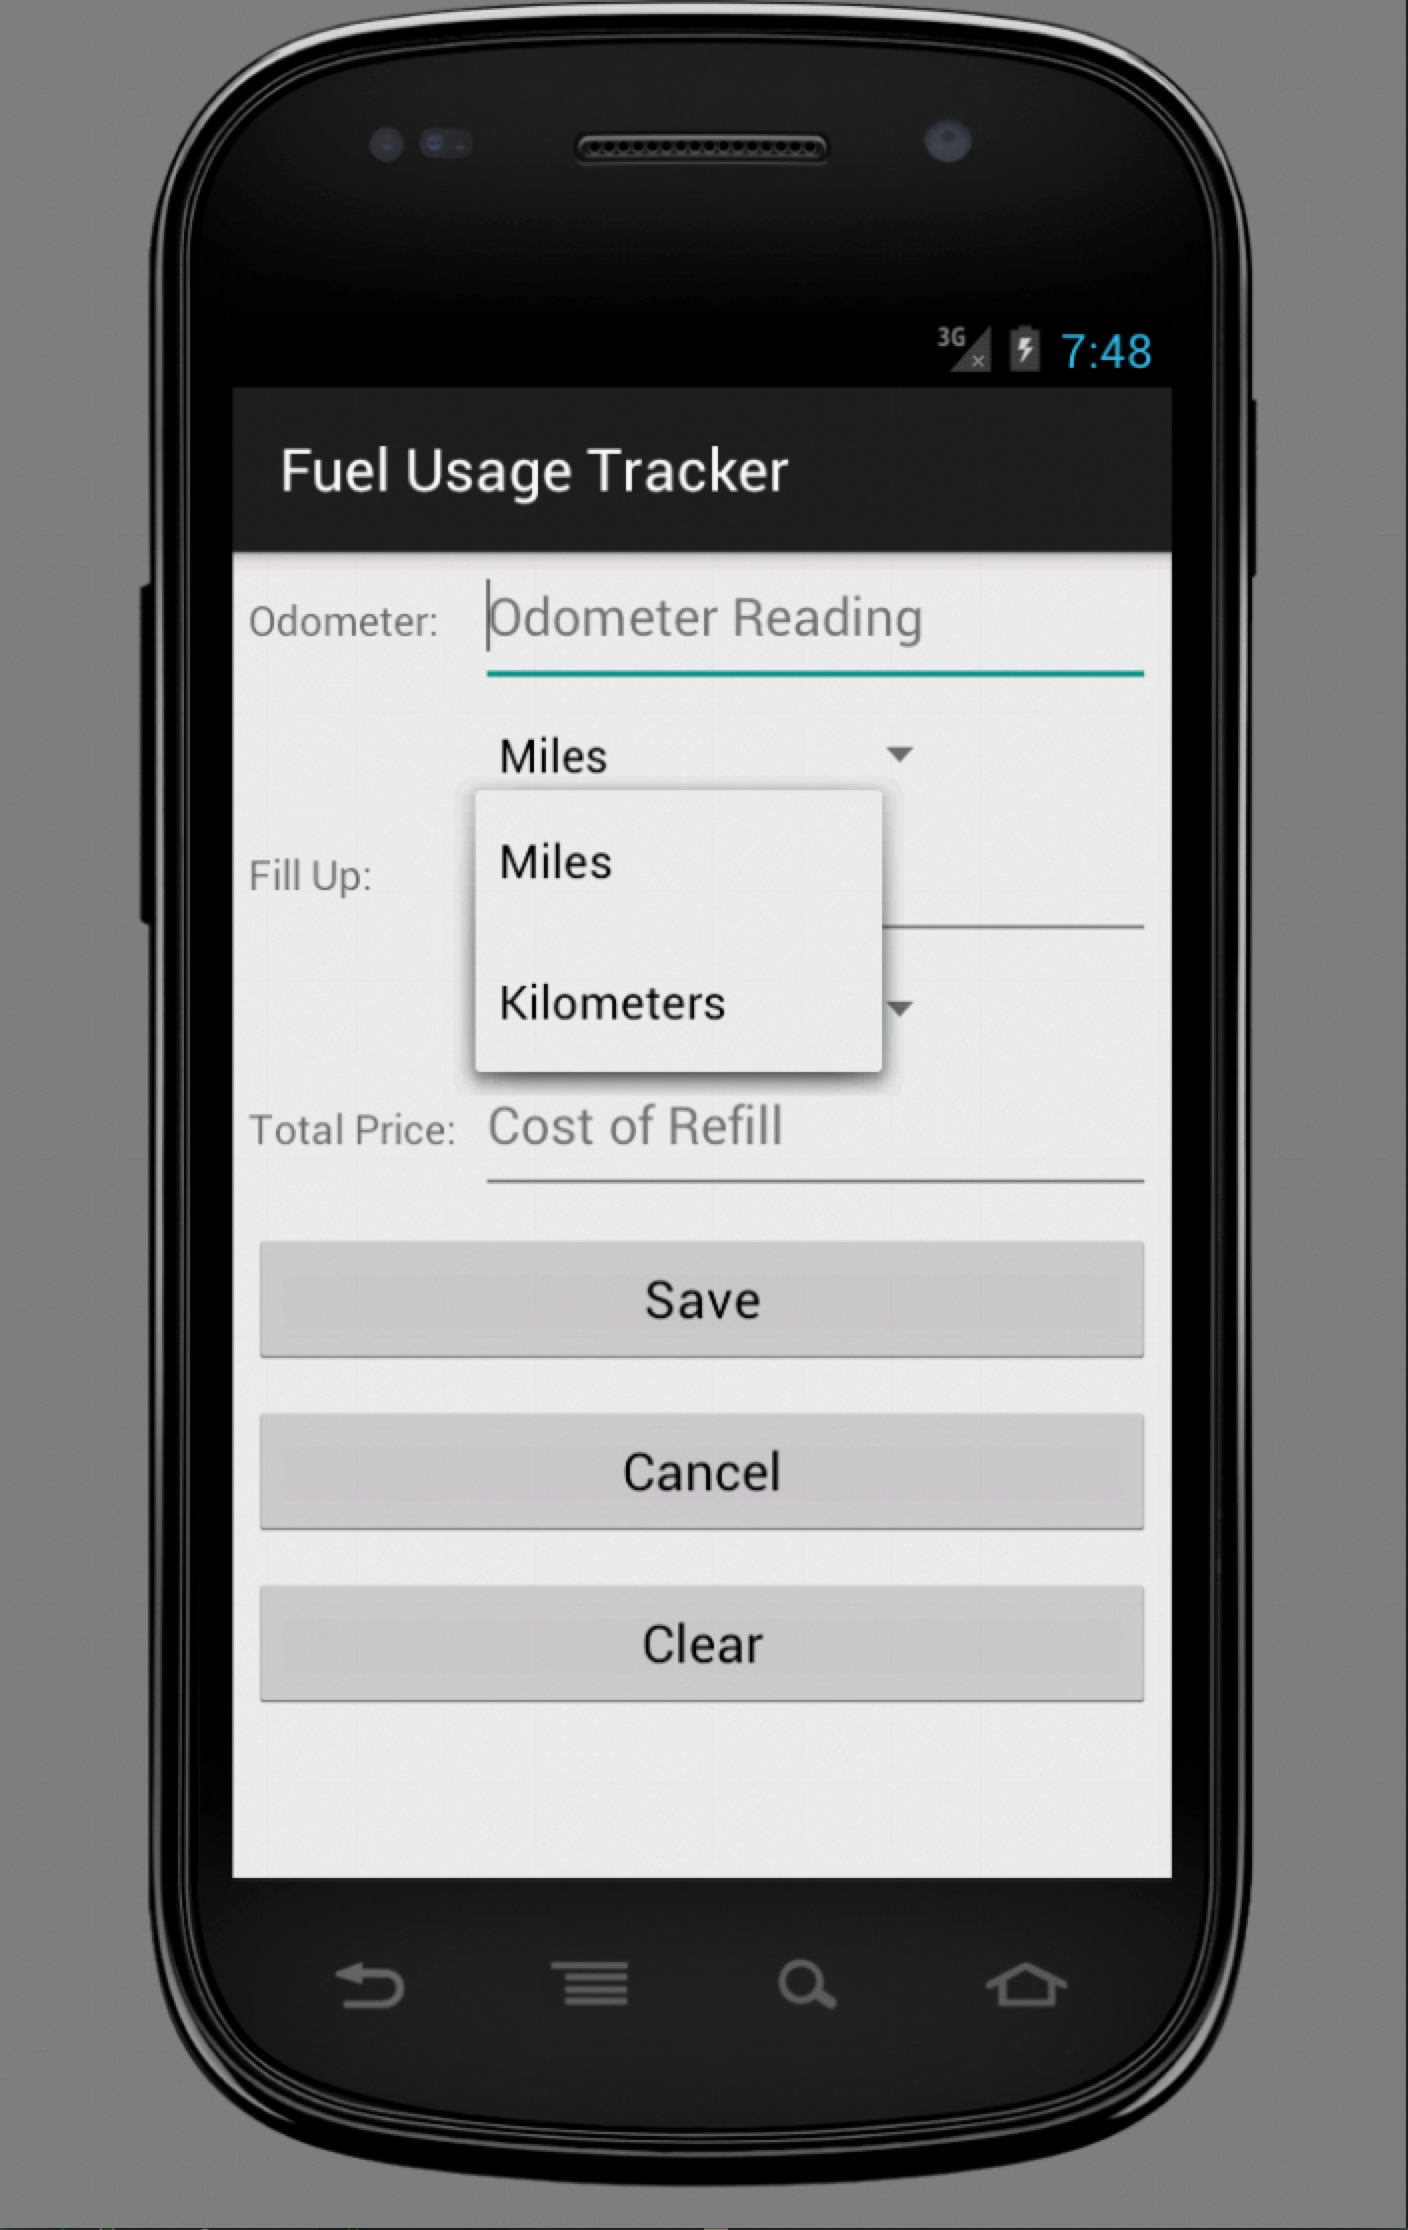 3G 7:48
Fuel Usage Tracker
Odometer: Odometer Reading
Miles
Miles
Fill Up:
Kilometers
Total Price: Cost of Refill
Save
Cancel
Clear